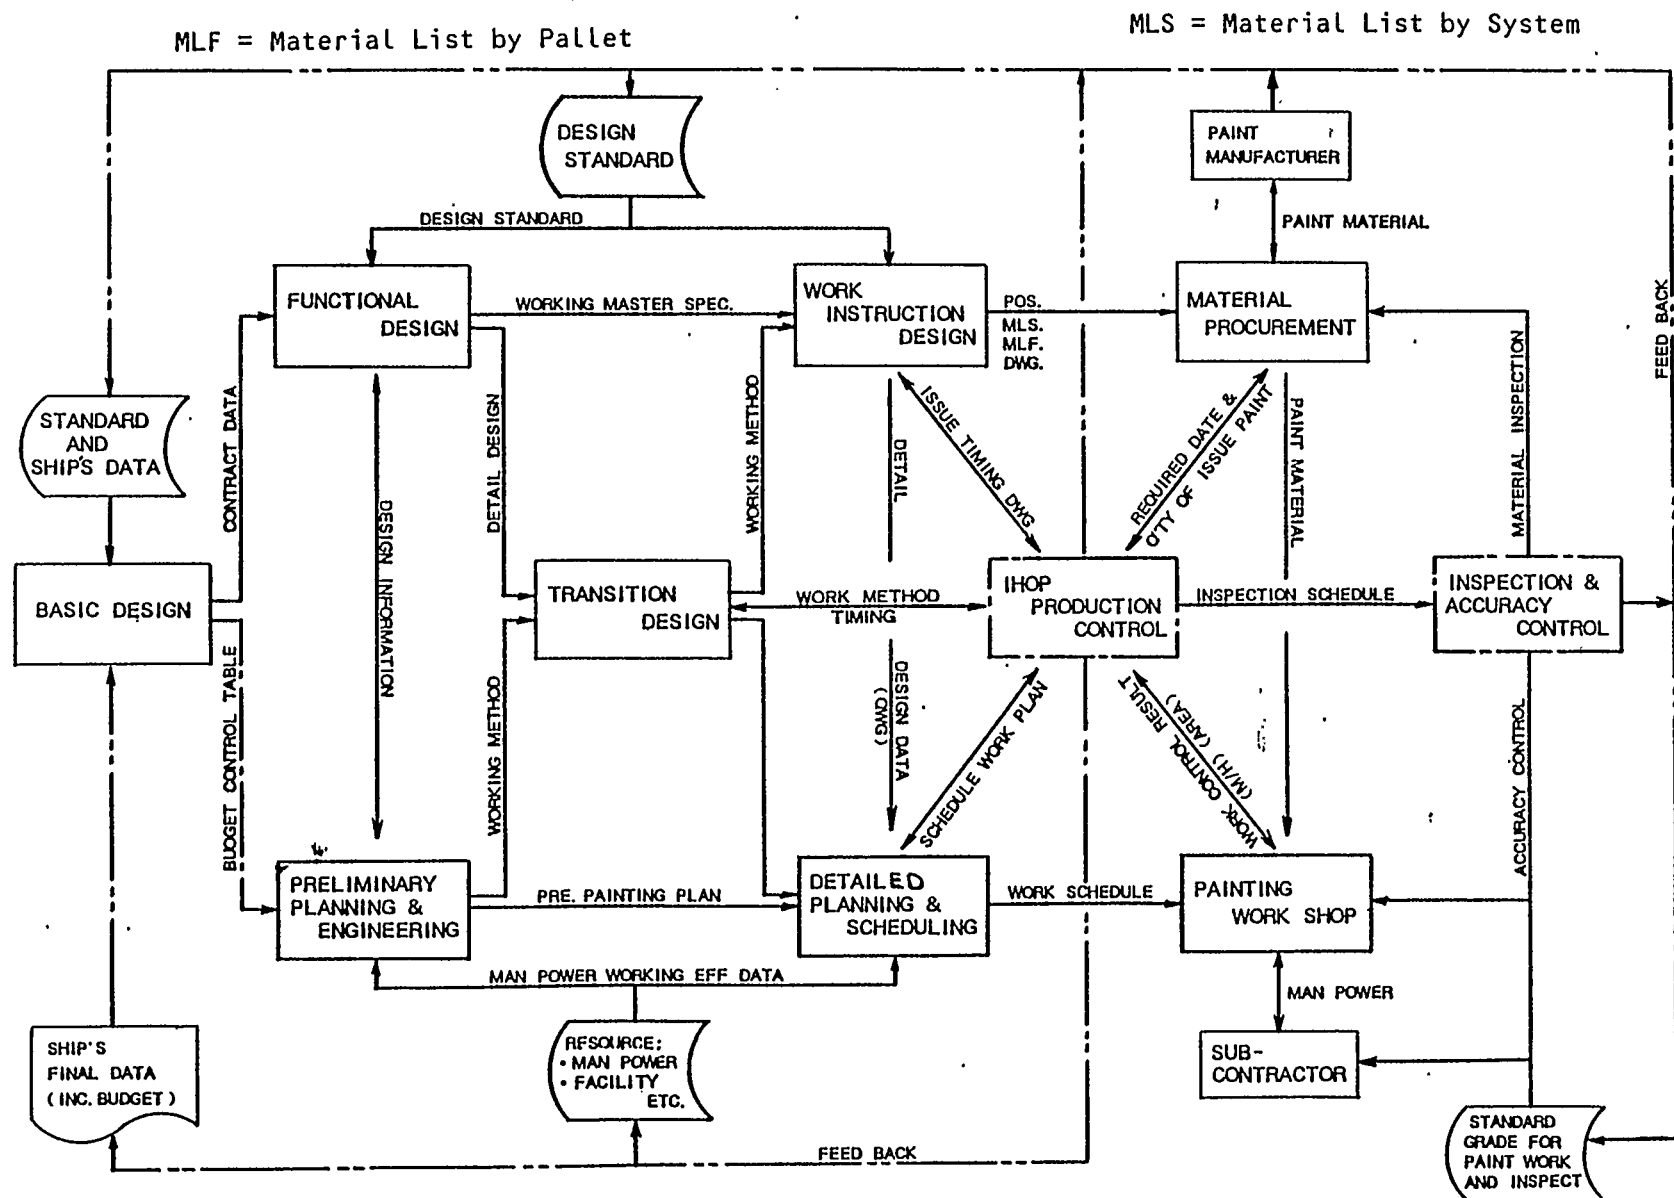 MLF = Material List by Pallet
MLS = Material List by System
DESIGN
STANDARD
PAINT
MANUFACTURER
DESIGN STANDARD
PAINT MATERIAL
FUNCTIONAL
DESIGN
WORKING MASTER SPEC.
WORK
INSTRUCTION
DESIGN
POS.
MLS.
MLF.
DWG.
MATERIAL
PROCUREMENT
FEED BACK
STANDARD
AND
SHIP'S DATA
CONTRACT DATA
DETAIL DESIGN
WORKING METHOD
DETAIL
ISSUE TIMING DWG
REQUIRED DATE &
Q'TY OF ISSUE PAINT
PAINT MATERIAL
MATERIAL INSPECTION
DESIGN INFORMATION
BASIC DESIGN
TRANSITION
DESIGN
WORK METHOD
TIMING
IHOP
PRODUCTION
CONTROL
INSPECTION SCHEDULE
INSPECTION &
ACCURACY
CONTROL
BUDGET CONTROL TABLE
WORKING METHOD
DESIGN DATA
(DWG)
SCHEDULE WORK PLAN
WORK CONTROL RESULT
(M/H) (AREA)
ACCURACY CONTROL
PRELIMINARY
PLANNING &
ENGINEERING
PRE. PAINTING PLAN
DETAILED
PLANNING &
SCHEDULING
WORK SCHEDULE
PAINTING
WORK SHOP
MAN POWER WORKING EFF DATA
MAN POWER
SHIP'S
FINAL DATA
(INC. BUDGET)
RESOURCE:
• MAN POWER
• FACILITY
ETC.
SUB-
CONTRACTOR
FEED BACK
STANDARD
GRADE FOR
PAINT WORK
AND INSPECT